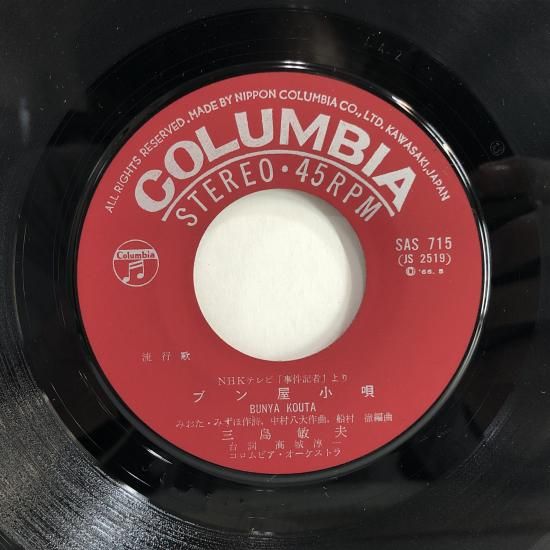 ALL RIGHTS RESERVED. MADE BY NIPPON COLUMBIA CO., LTD. KAWASAKI, JAPAN
COLUMBIA
STEREO・45RPM
Columbia
SAS 715
(JS 2519)
Ⓟ '66. 8
流行歌
NHKテレビ「事件記者」より
ブン屋小唄
BUNYA KOUTA
みおた・みずほ作詩、中村八大作曲、船村 徹編曲
三島敏夫
台詞 高城淳一
コロムビア・オーケストラ